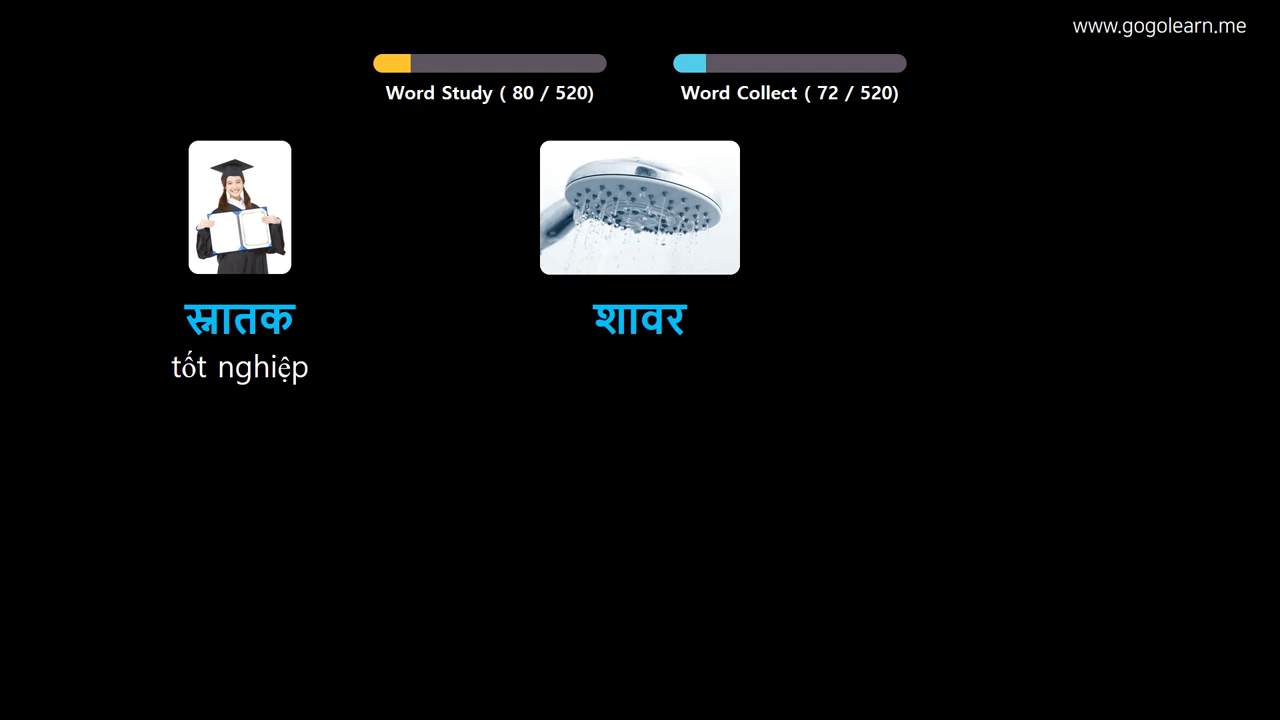 www.gogolearn.me
Word Study ( 80 / 520)
Word Collect ( 72 / 520)
स्नातक
शावर
tốt nghiệp